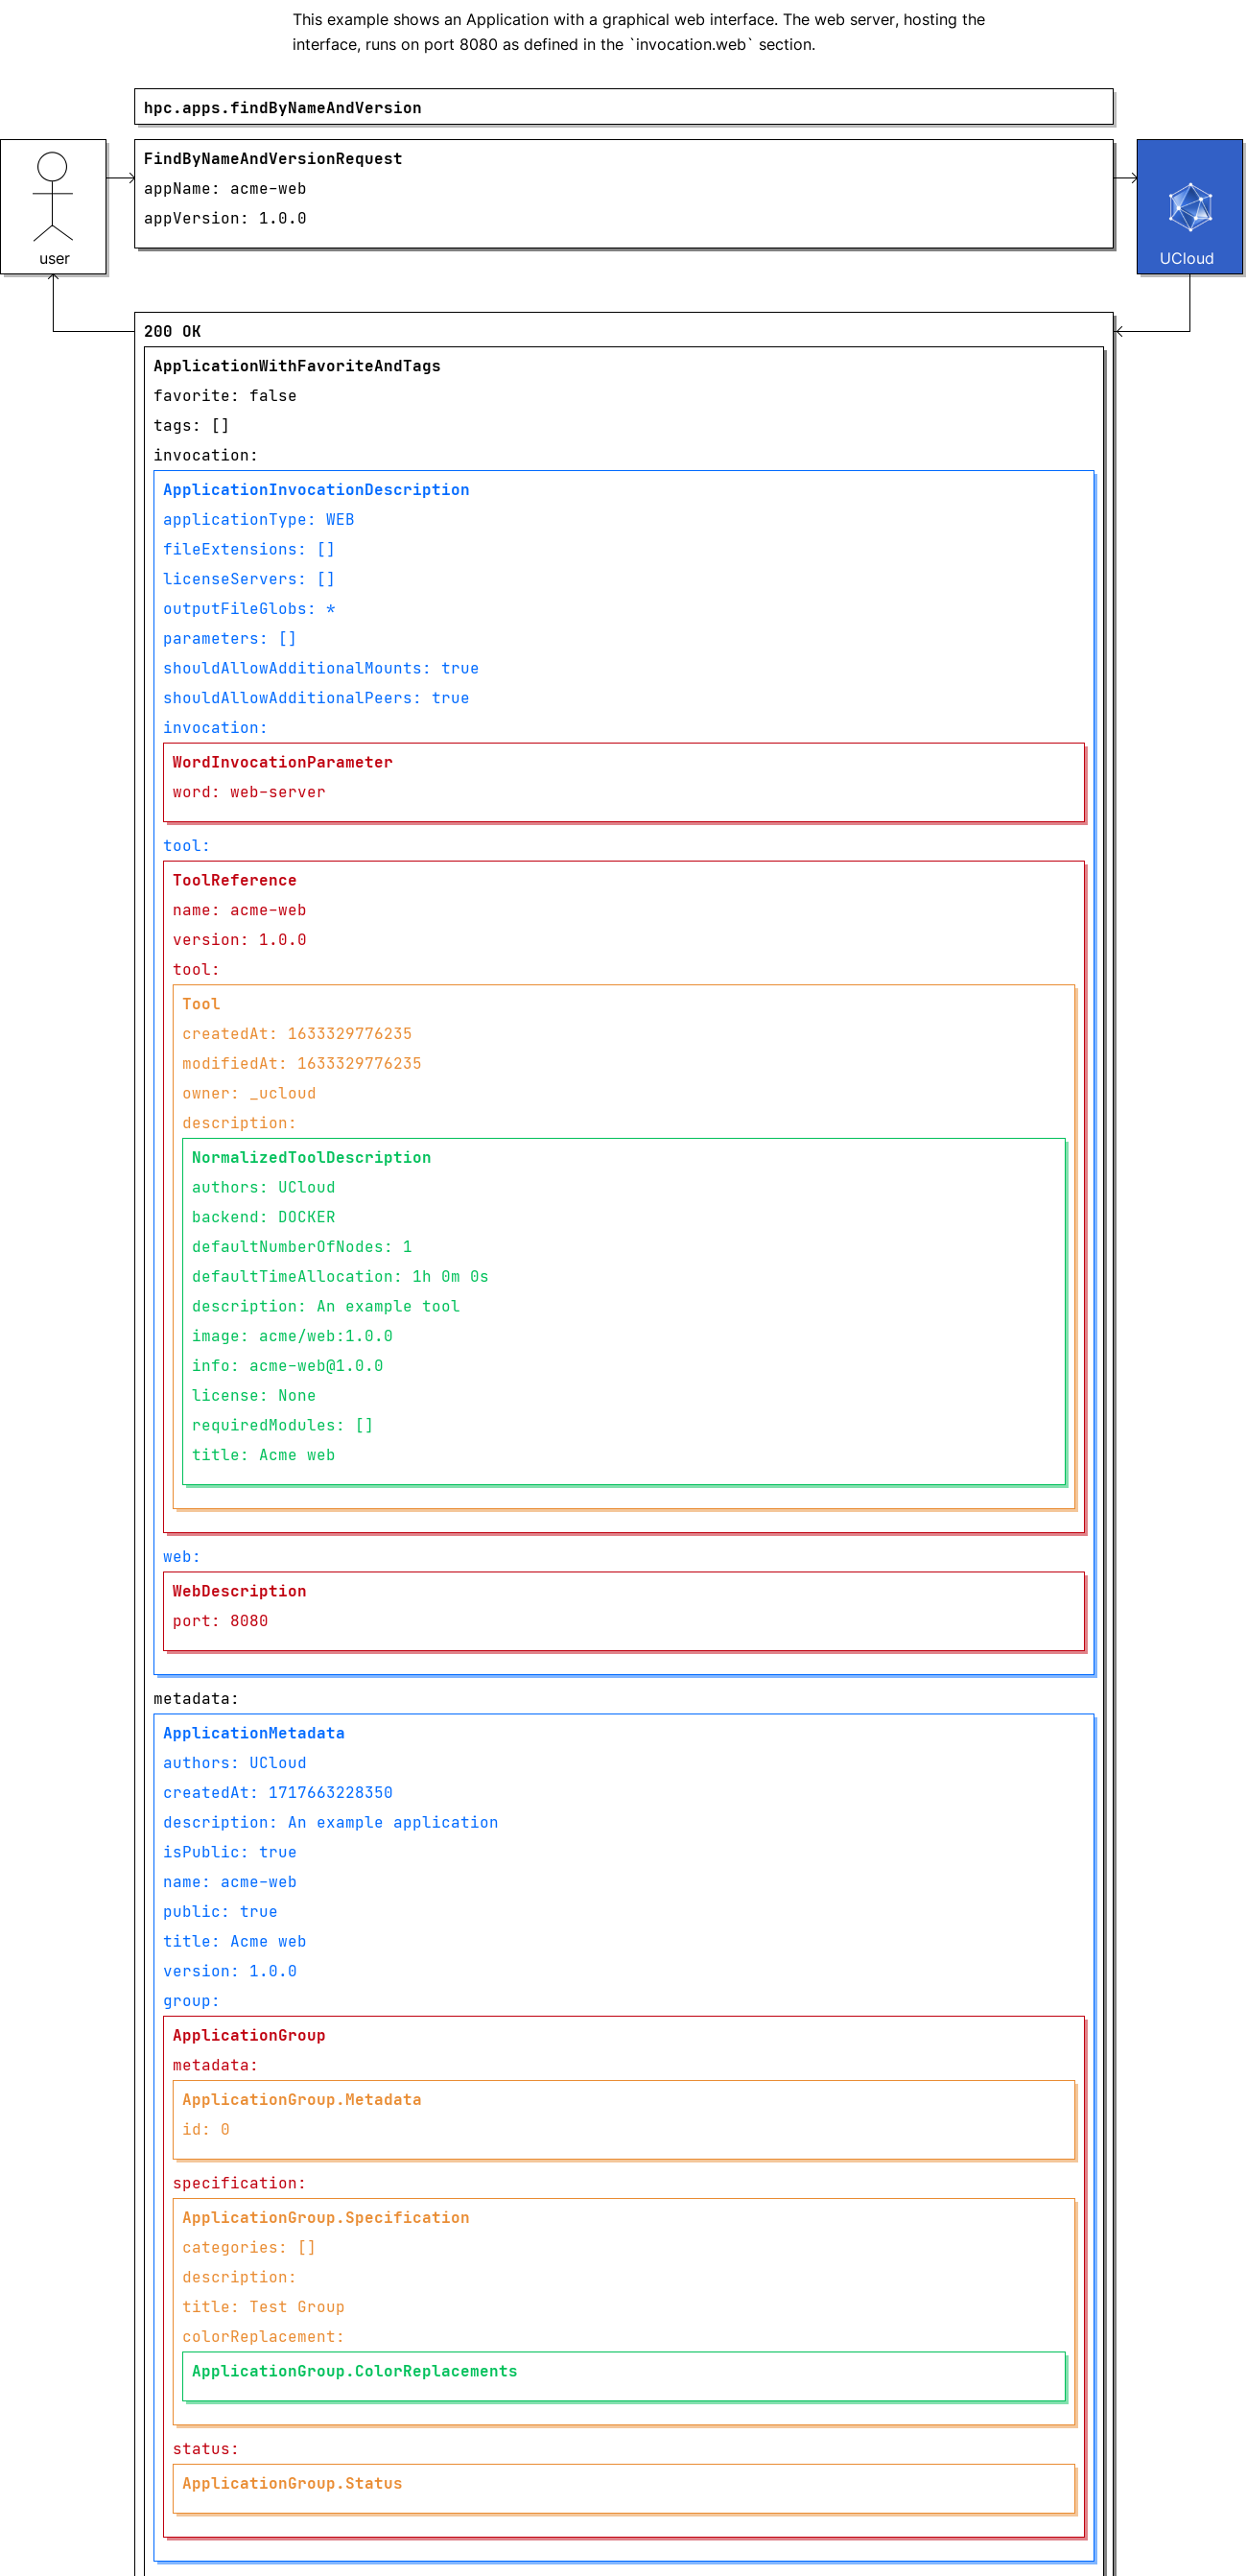 This example shows an Application with a graphical web interface. The web server, hosting the
interface, runs on port 8080 as defined in the `invocation.web` section.
hpc.apps.findByNameAndVersion
FindByNameAndVersionRequest
appName: acme-web
appVersion: 1.0.0
user
UCloud
200 OK
ApplicationWithFavoriteAndTags
favorite: false
tags: []
invocation:
ApplicationInvocationDescription
applicationType: WEB
fileExtensions: []
licenseServers: []
outputFileGlobs: *
parameters: []
shouldAllowAdditionalMounts: true
shouldAllowAdditionalPeers: true
invocation:
WordInvocationParameter
word: web-server
tool:
ToolReference
name: acme-web
version: 1.0.0
tool:
Tool
createdAt: 1633329776235
modifiedAt: 1633329776235
owner: _ucloud
description:
NormalizedToolDescription
authors: UCloud
backend: DOCKER
defaultNumberOfNodes: 1
defaultTimeAllocation: 1h 0m 0s
description: An example tool
image: acme/web:1.0.0
info: acme-web@1.0.0
license: None
requiredModules: []
title: Acme web
web:
WebDescription
port: 8080
metadata:
ApplicationMetadata
authors: UCloud
createdAt: 1717663228350
description: An example application
isPublic: true
name: acme-web
public: true
title: Acme web
version: 1.0.0
group:
ApplicationGroup
metadata:
ApplicationGroup.Metadata
id: 0
specification:
ApplicationGroup.Specification
categories: []
description:
title: Test Group
colorReplacement:
ApplicationGroup.ColorReplacements
status:
ApplicationGroup.Status